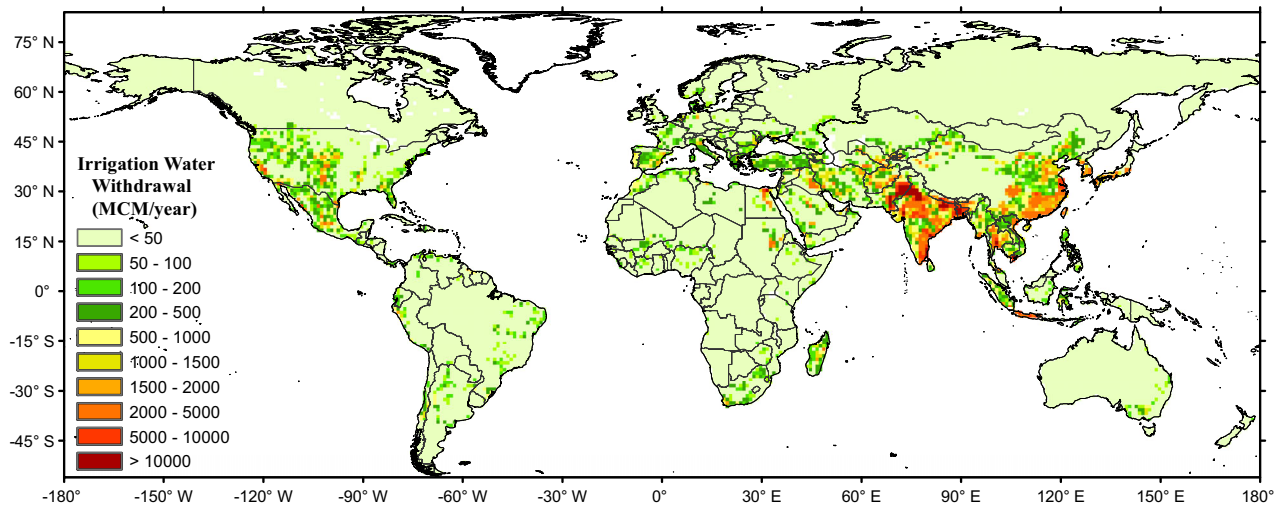 75° N
60° N
45° N
30° N
15° N
0°
-15° S
-30° S
-45° S
Irrigation Water
Withdrawal
(MCM/year)
< 50
50 - 100
100 - 200
200 - 500
500 - 1000
1000 - 1500
1500 - 2000
2000 - 5000
5000 - 10000
> 10000
-180°
-150° W
-120° W
-90° W
-60° W
-30° W
0°
30° E
60° E
90° E
120° E
150° E
180°